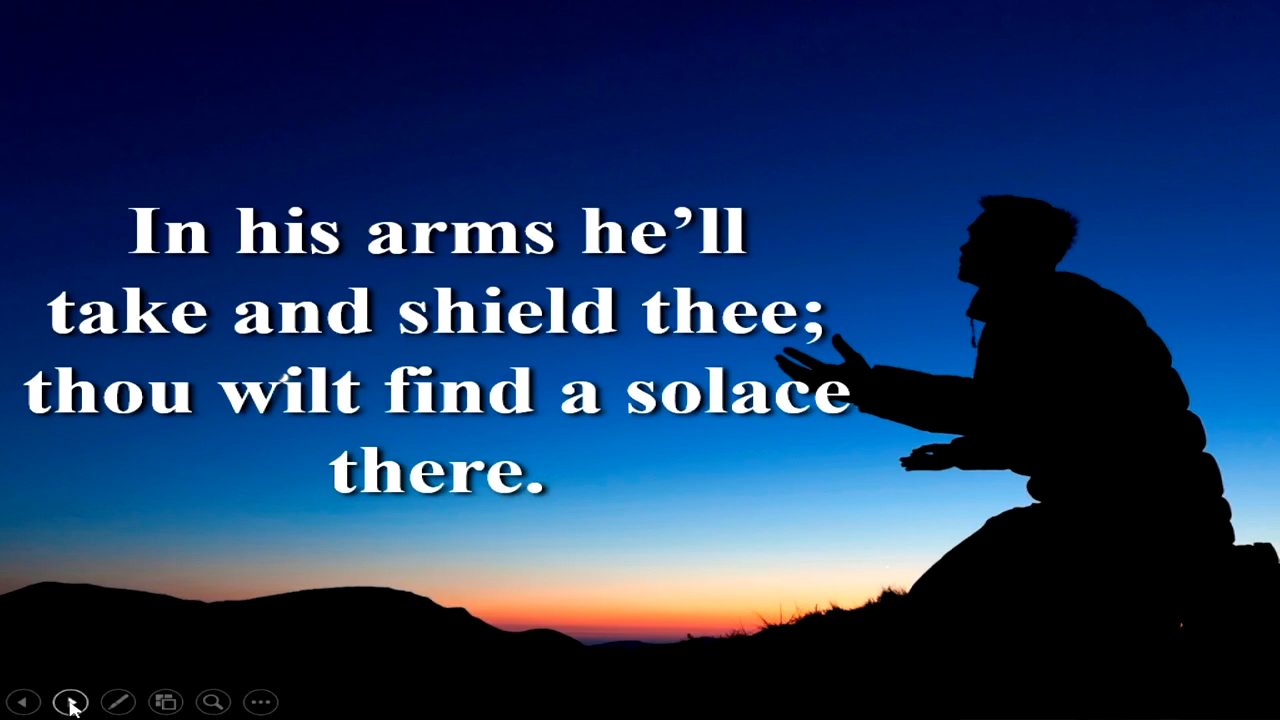 In his arms he’ll
take and shield thee;
thou wilt find a solace
there.